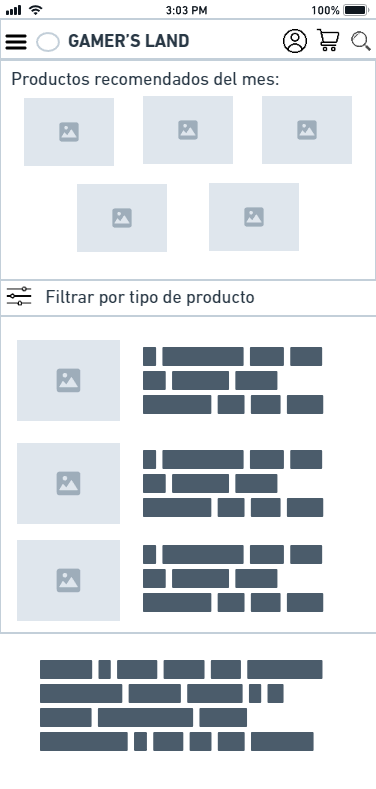 3:03 PM
100%
GAMER'S LAND
Productos recomendados del mes:
Filtrar por tipo de producto